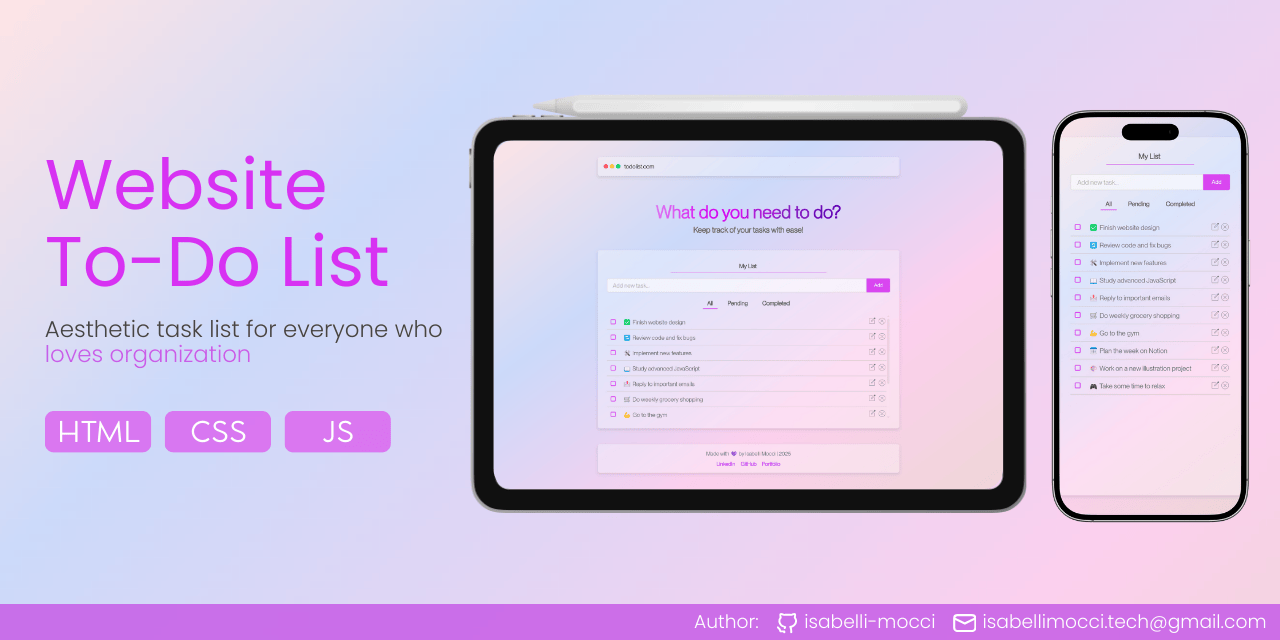 Website
To-Do List
Aesthetic task list for everyone who
loves organization
HTML CSS JS
todolist.com
What do you need to do?
Keep track of your tasks with ease!
My List
Add new task...
Add
All Pending Completed
Finish website design
Review code and fix bugs
Implement new features
Study advanced JavaScript
Reply to important emails
Do weekly grocery shopping
Go to the gym
Made with 💜 by Isabelli Mocci | 2025
LinkedIn GitHub Portfolio
My List
Add new task...
Add
All Pending Completed
Finish website design
Review code and fix bugs
Implement new features
Study advanced JavaScript
Reply to important emails
Do weekly grocery shopping
Go to the gym
Plan the week on Notion
Work on a new illustration project
Take some time to relax
Author: isabelli-mocci isabellimocci.tech@gmail.com